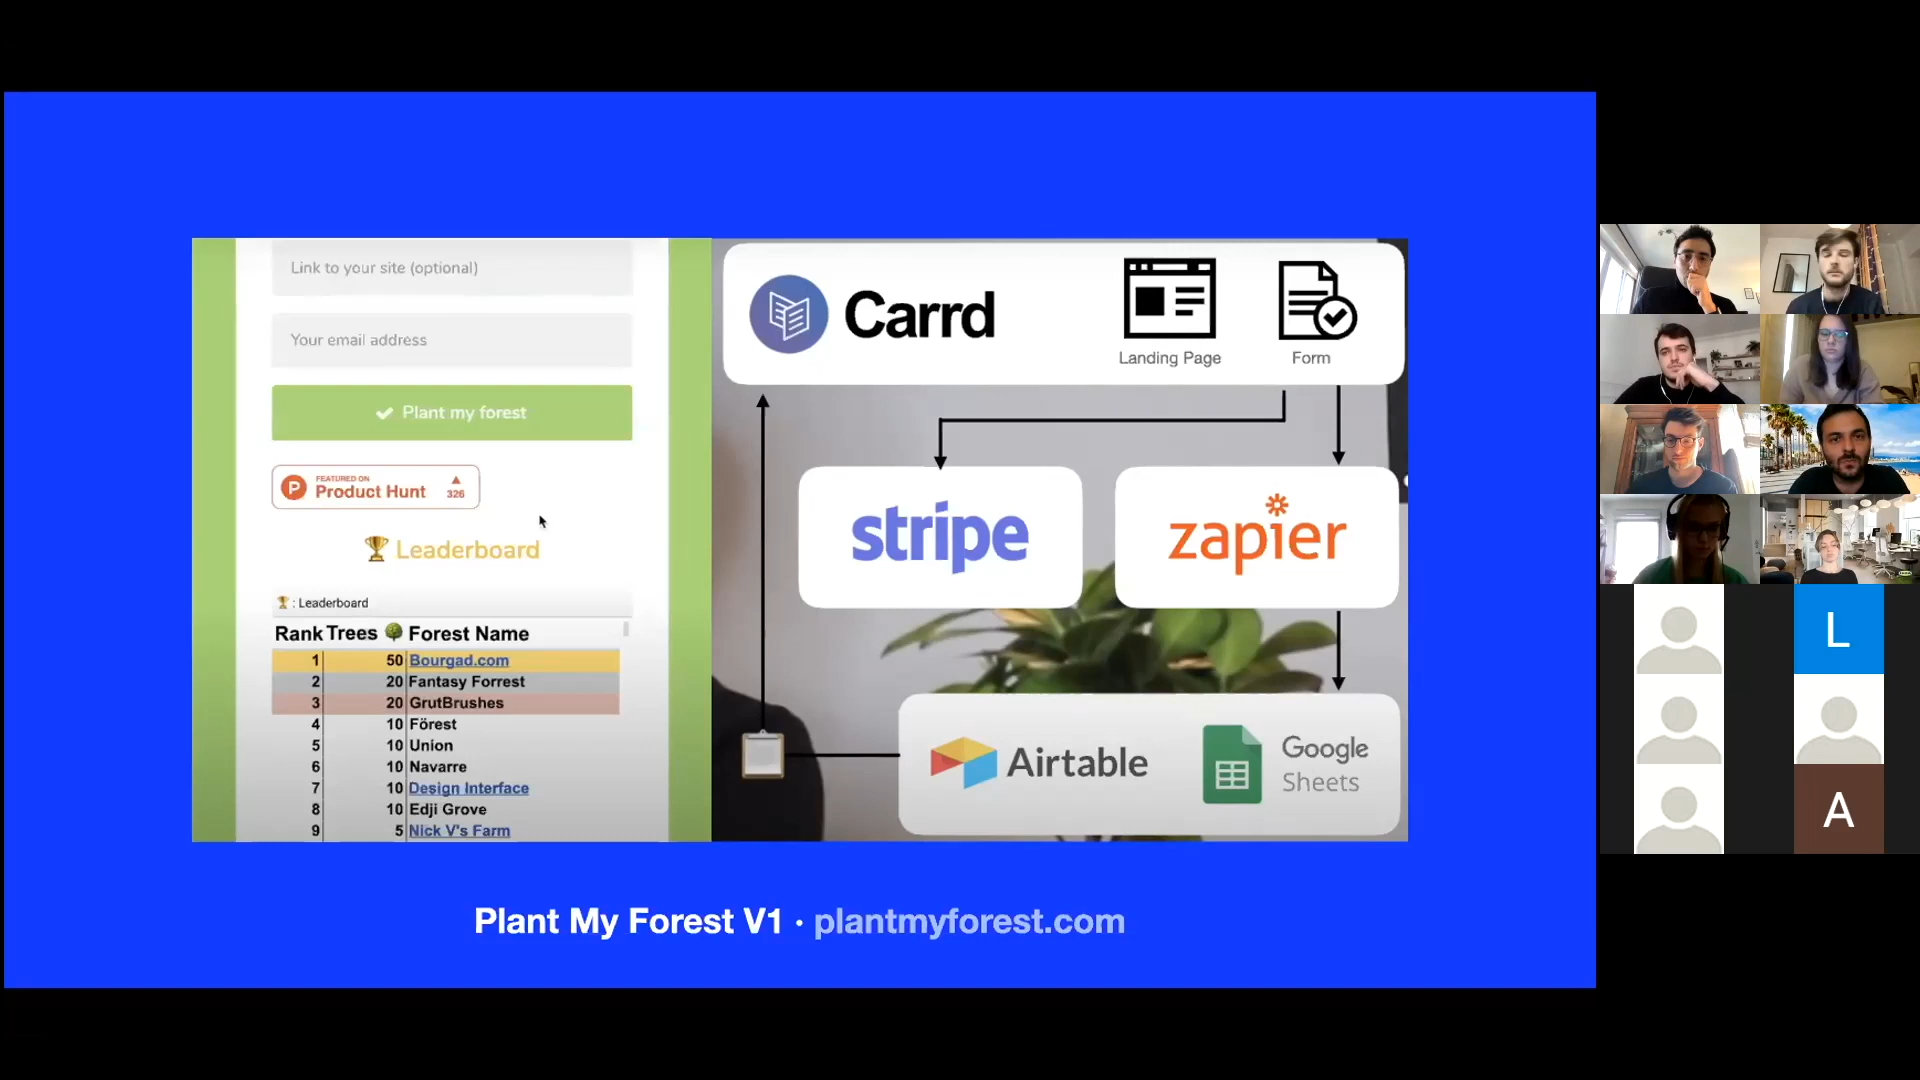 Link to your site (optional)
Your email address
Plant my forest
P
FEATURED ON
Product Hunt
326
Leaderboard
: Leaderboard
Rank Trees Forest Name
1 50 Bourgad.com
2 20 Fantasy Forrest
3 20 GrutBrushes
4 10 Förest
5 10 Union
6 10 Navarre
7 10 Design Interface
8 10 Edji Grove
9 5 Nick V's Farm
Carrd
Landing Page
Form
stripe
zapier
Airtable
Google
Sheets
Plant My Forest V1 · plantmyforest.com
L
A